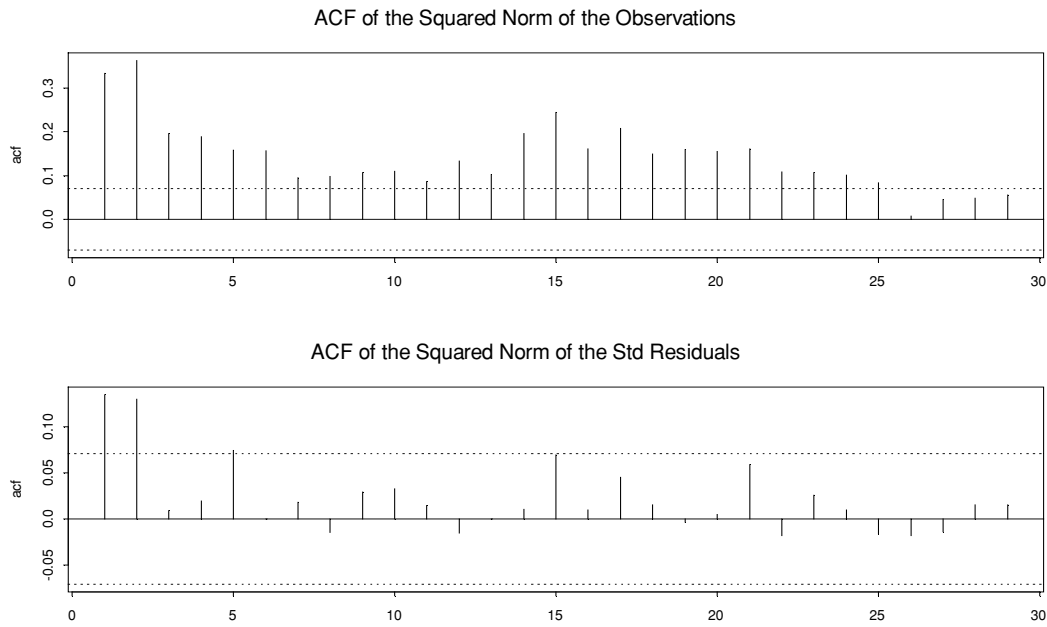 ACF of the Squared Norm of the Observations
acf
0.3
0.2
0.1
0.0
0 5 10 15 20 25 30
ACF of the Squared Norm of the Std Residuals
acf
0.10
0.05
0.0
-0.05
0 5 10 15 20 25 30